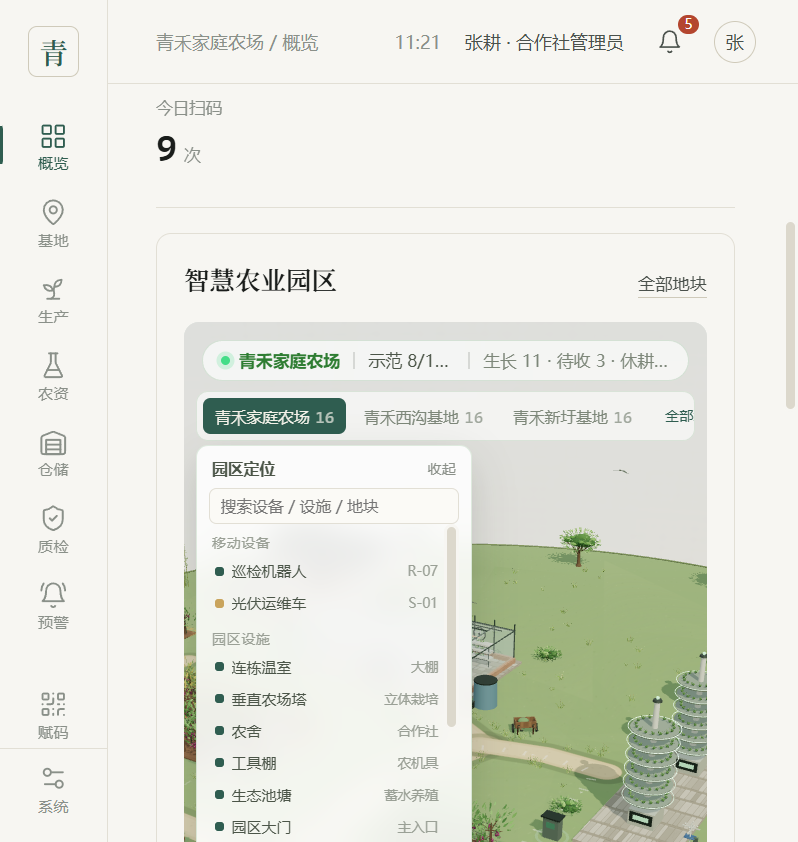 青
青禾家庭农场 / 概览
11:21
张耕 · 合作社管理员
5
张
概览
基地
生产
农资
仓储
质检
预警
赋码
系统
今日扫码
9 次
智慧农业园区
全部地块
青禾家庭农场 | 示范 8/1... | 生长 11 · 待收 3 · 休耕...
青禾家庭农场 16
青禾西沟基地 16
青禾新圩基地 16
全部
园区定位
收起
搜索设备 / 设施 / 地块
移动设备
巡检机器人 R-07
光伏运维车 S-01
园区设施
连栋温室 大棚
垂直农场塔 立体栽培
农舍 合作社
工具棚 农机具
生态池塘 蓄水养殖
园区大门 主入口